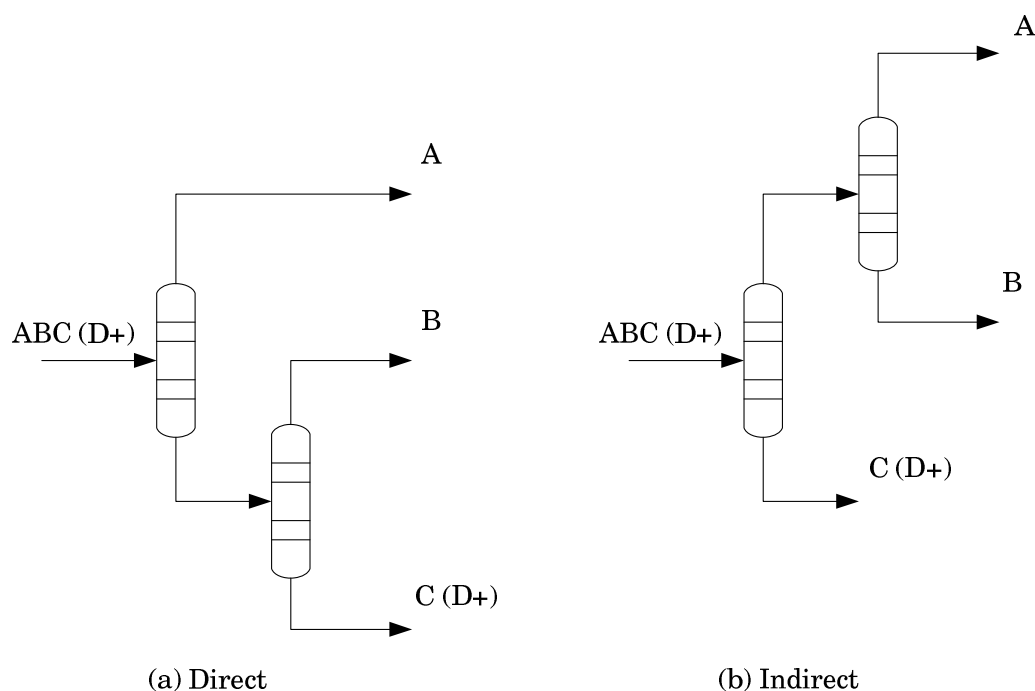 A
B
ABC (D+)
C (D+)
(a) Direct
A
ABC (D+)
B
C (D+)
(b) Indirect